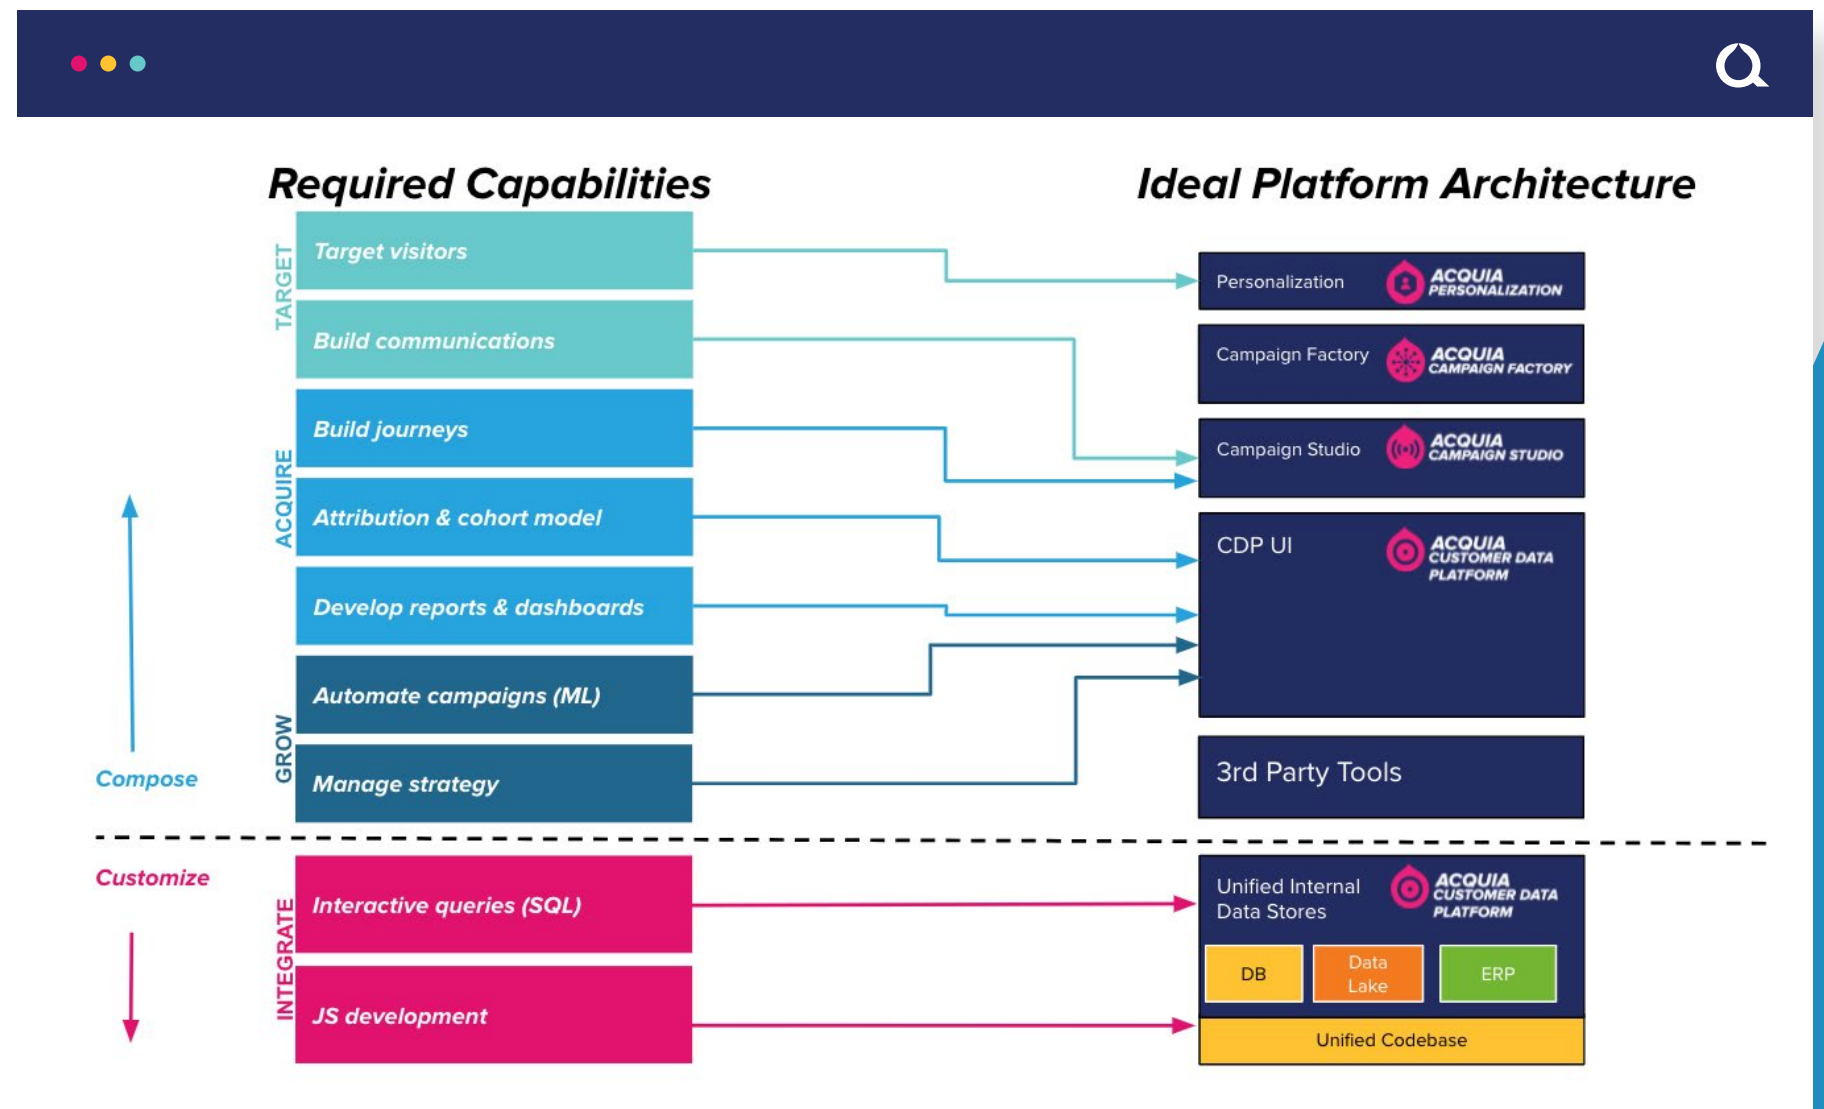 Required Capabilities
Ideal Platform Architecture
TARGET
Target visitors
Build communications
ACQUIRE
Build journeys
Attribution & cohort model
Develop reports & dashboards
GROW
Automate campaigns (ML)
Manage strategy
Compose
Customize
INTEGRATE
Interactive queries (SQL)
JS development
Personalization
ACQUIA
PERSONALIZATION
Campaign Factory
ACQUIA
CAMPAIGN FACTORY
Campaign Studio
ACQUIA
CAMPAIGN STUDIO
CDP UI
ACQUIA
CUSTOMER DATA
PLATFORM
3rd Party Tools
Unified Internal
Data Stores
ACQUIA
CUSTOMER DATA
PLATFORM
DB
Data
Lake
ERP
Unified Codebase